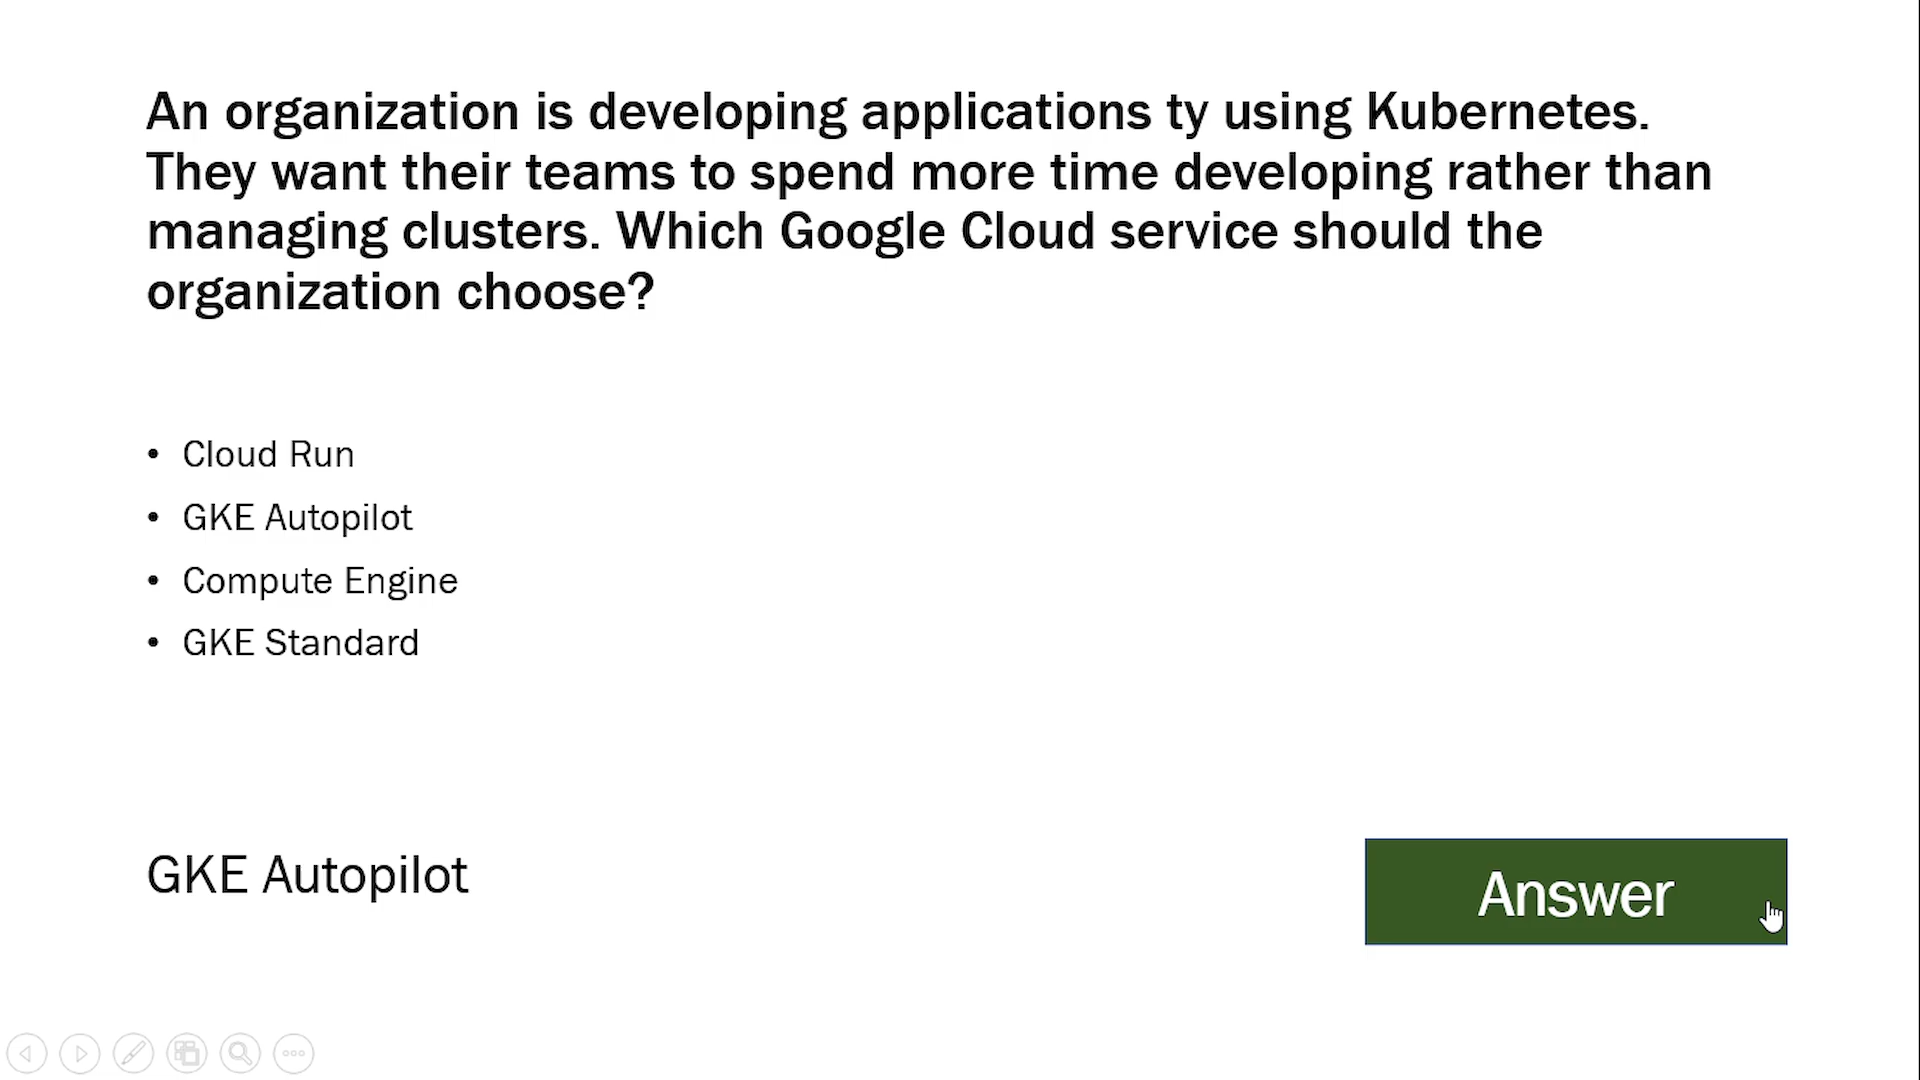 An organization is developing applications ty using Kubernetes.
They want their teams to spend more time developing rather than
managing clusters. Which Google Cloud service should the
organization choose?
• Cloud Run
• GKE Autopilot
• Compute Engine
• GKE Standard
GKE Autopilot
Answer